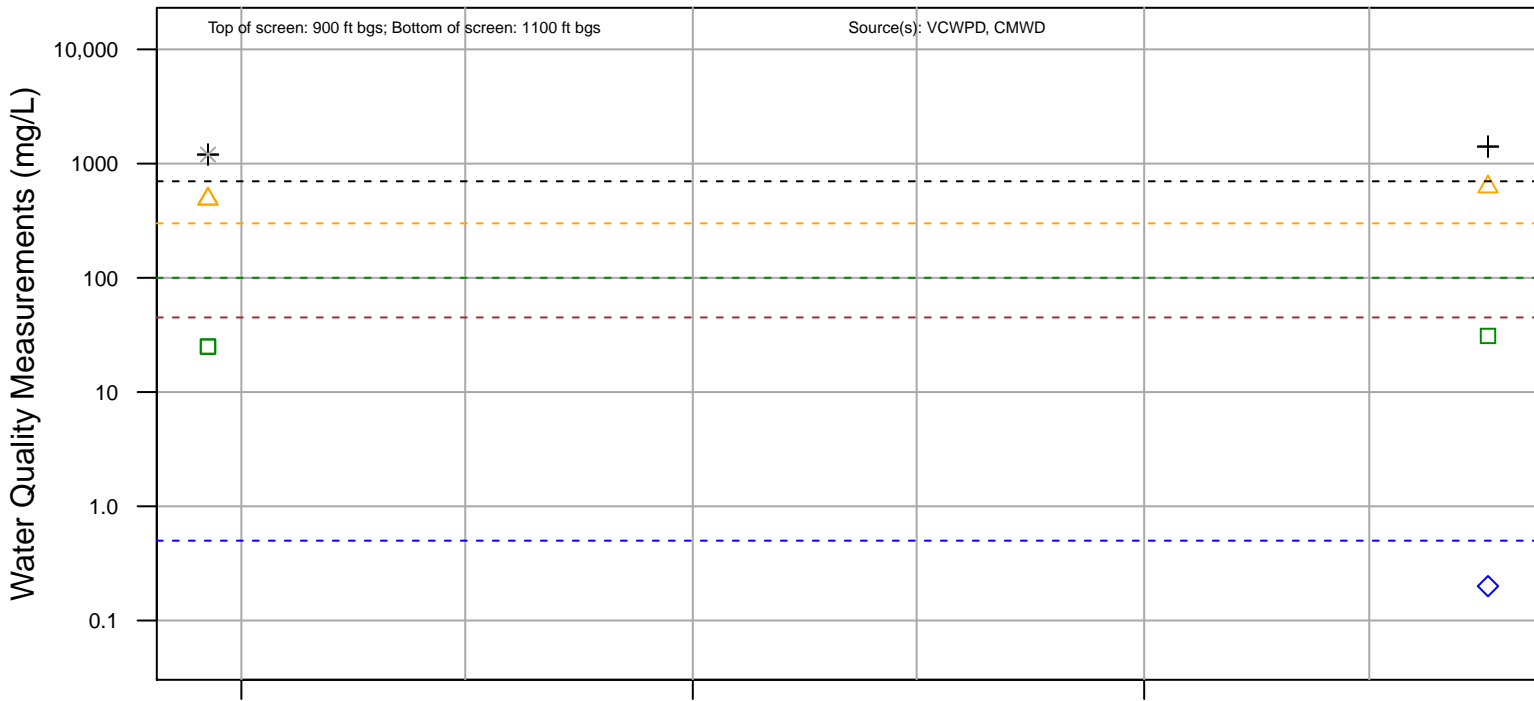 Top of screen: 900 ft bgs; Bottom of screen: 1100 ft bgs
Source(s): VCWPD, CMWD
Water Quality Measurements (mg/L)
10,000
1000
100
10
1.0
0.1